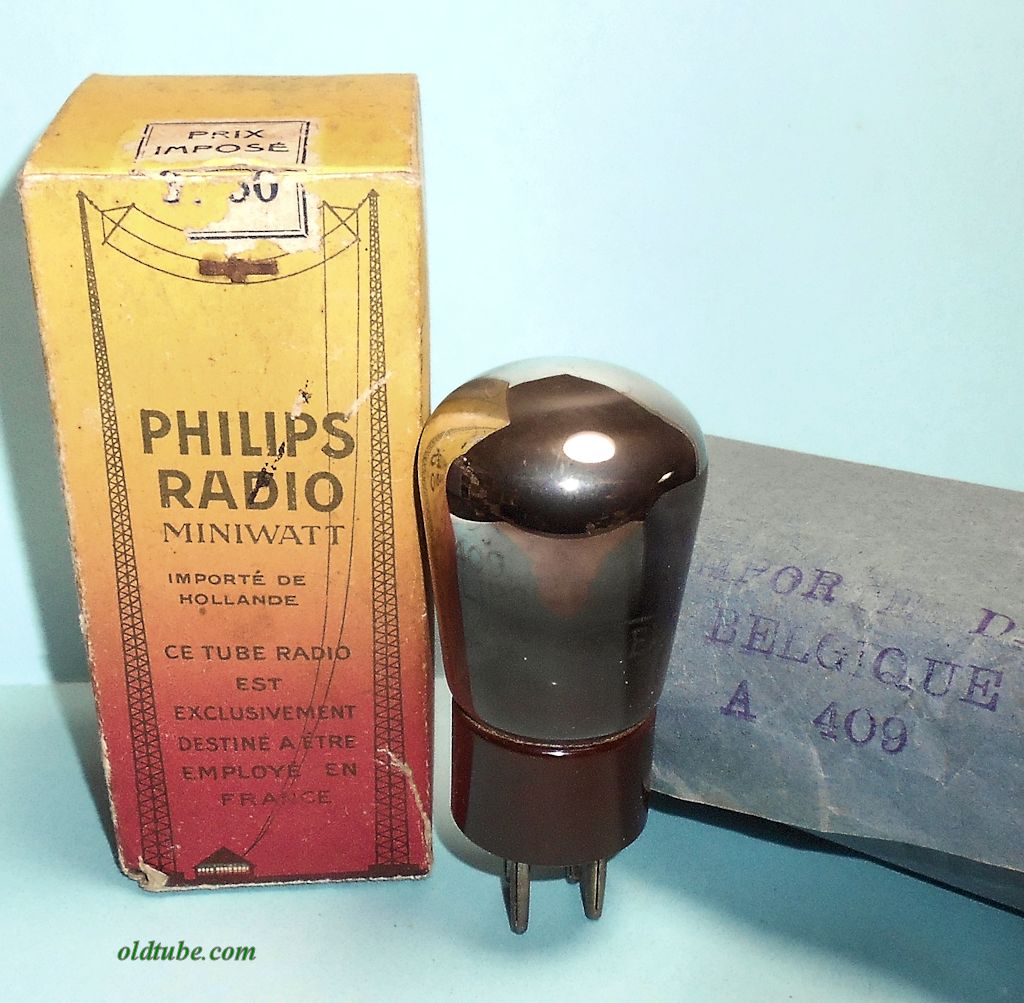 PRIX
IMPOSÉ
PHILIPS
RADIO
MINIWATT
IMPORTÉ DE
HOLLANDE
CE TUBE RADIO
EST
EXCLUSIVEMENT
DESTINÉ A ÊTRE
EMPLOYÉ EN
FRANCE
BELGIQUE
A 409
oldtube.com